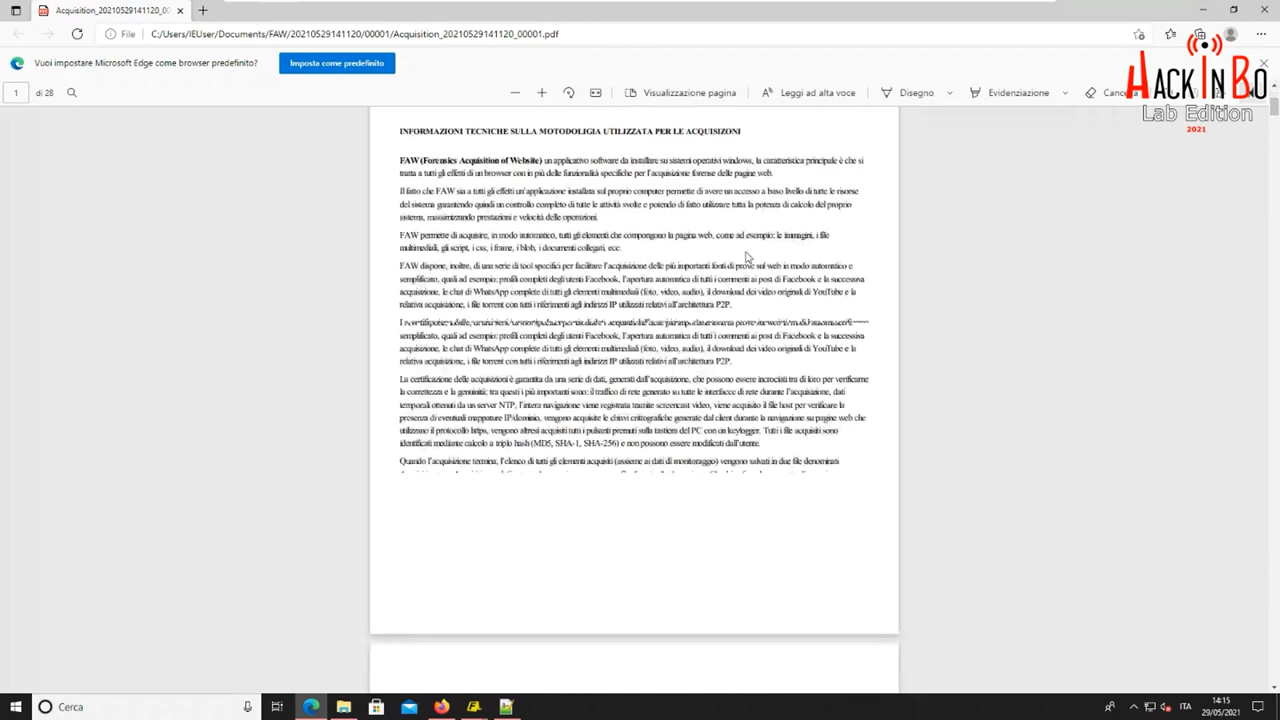 Acquisition_20210529141120_00
C:/Users/IEUser/Documents/FAW/20210529141120/00001/Acquisition_20210529141120_00001.pdf
File
Vuoi impostare Microsoft Edge come browser predefinito?
Imposta come predefinito
1
di 28
Visualizzazione pagina
Leggi ad alta voce
Disegno
Evidenziazione
HACKINBO
Lab Edition
2021
INFORMAZIONI TECNICHE SULLA MOTODOLIGIA UTILIZZATA PER LE ACQUISIZONI
FAW (Forensics Acquisition of Website) un applicativo software da installare su sistemi operativi windows, la caratteristica principale è che si
tratta a tutti gli effetti di un browser con in più delle funzionalità specifiche per l'acquisizione forense delle pagine web.
Il fatto che FAW sia a tutti gli effetti un'applicazione installata sul proprio computer permette di avere un accesso a baso livello di tutte le risorse
del sistema garantendo quindi un controllo completo di tutte le attività svolte e potendo di fatto utilizzare tutta la potenza di calcolo del proprio
sistema, massimizzando prestazioni e velocità delle operazioni.
FAW permette di acquisire, in modo automatico, tutti gli elementi che compongono la pagina web, come ad esempio: le immagini, i file
multimediali, gli script, i css, i frame, i blob, i documenti collegati, ecc.
FAW dispone, inoltre, di una serie di tool specifici per facilitare l'acquisizione delle più importanti fonti di prove sul web in modo automatico e
semplificato, quali ad esempio: profili completi degli utenti Facebook, l'apertura automatica di tutti i commenti ai post di Facebook e la successiva
acquisizione, le chat di WhatsApp complete di tutti gli elementi multimediali (foto, video, audio), il download dei video originali di YouTube e la
relativa acquisizione, i file torrent con tutti i riferimenti agli indirizzi IP utilizzati relativi all'architettura P2P.
semplificato, quali ad esempio: profili completi degli utenti Facebook, l'apertura automatica di tutti i commenti ai post di Facebook e la successiva
acquisizione, le chat di WhatsApp complete di tutti gli elementi multimediali (foto, video, audio), il download dei video originali di YouTube e la
relativa acquisizione, i file torrent con tutti i riferimenti agli indirizzi IP utilizzati relativi all'architettura P2P.
La certificazione delle acquisizioni è garantita da una serie di dati, generati dall'acquisizione, che possono essere incrociati tra di loro per verificarne
la correttezza e la genuinità; tra questi i più importanti sono: il traffico di rete generato su tutte le interfacce di rete durante l'acquisizione, dati
temporali ottenuti da un server NTP, l'intera navigazione viene registrata tramite screencast video, viene acquisito il file host per verificare la
presenza di eventuali mappature IP/dominio, vengono acquisite le chiavi crittografiche generate dal client durante la navigazione su pagine web che
utilizzano il protocollo https, vengono altresì acquisiti tutti i pulsanti premuti sulla tastiera del PC con un keylogger. Tutti i file acquisiti sono
identificati mediante calcolo a triplo hash (MD5, SHA-1, SHA-256) e non possono essere modificati dall'utente.
Quando l'acquisizione termina, l'elenco di tutti gli elementi acquisiti (assieme ai dati di monitoraggio) vengono salvati in due file denominati
Cerca
ITA
14:15
29/05/2021